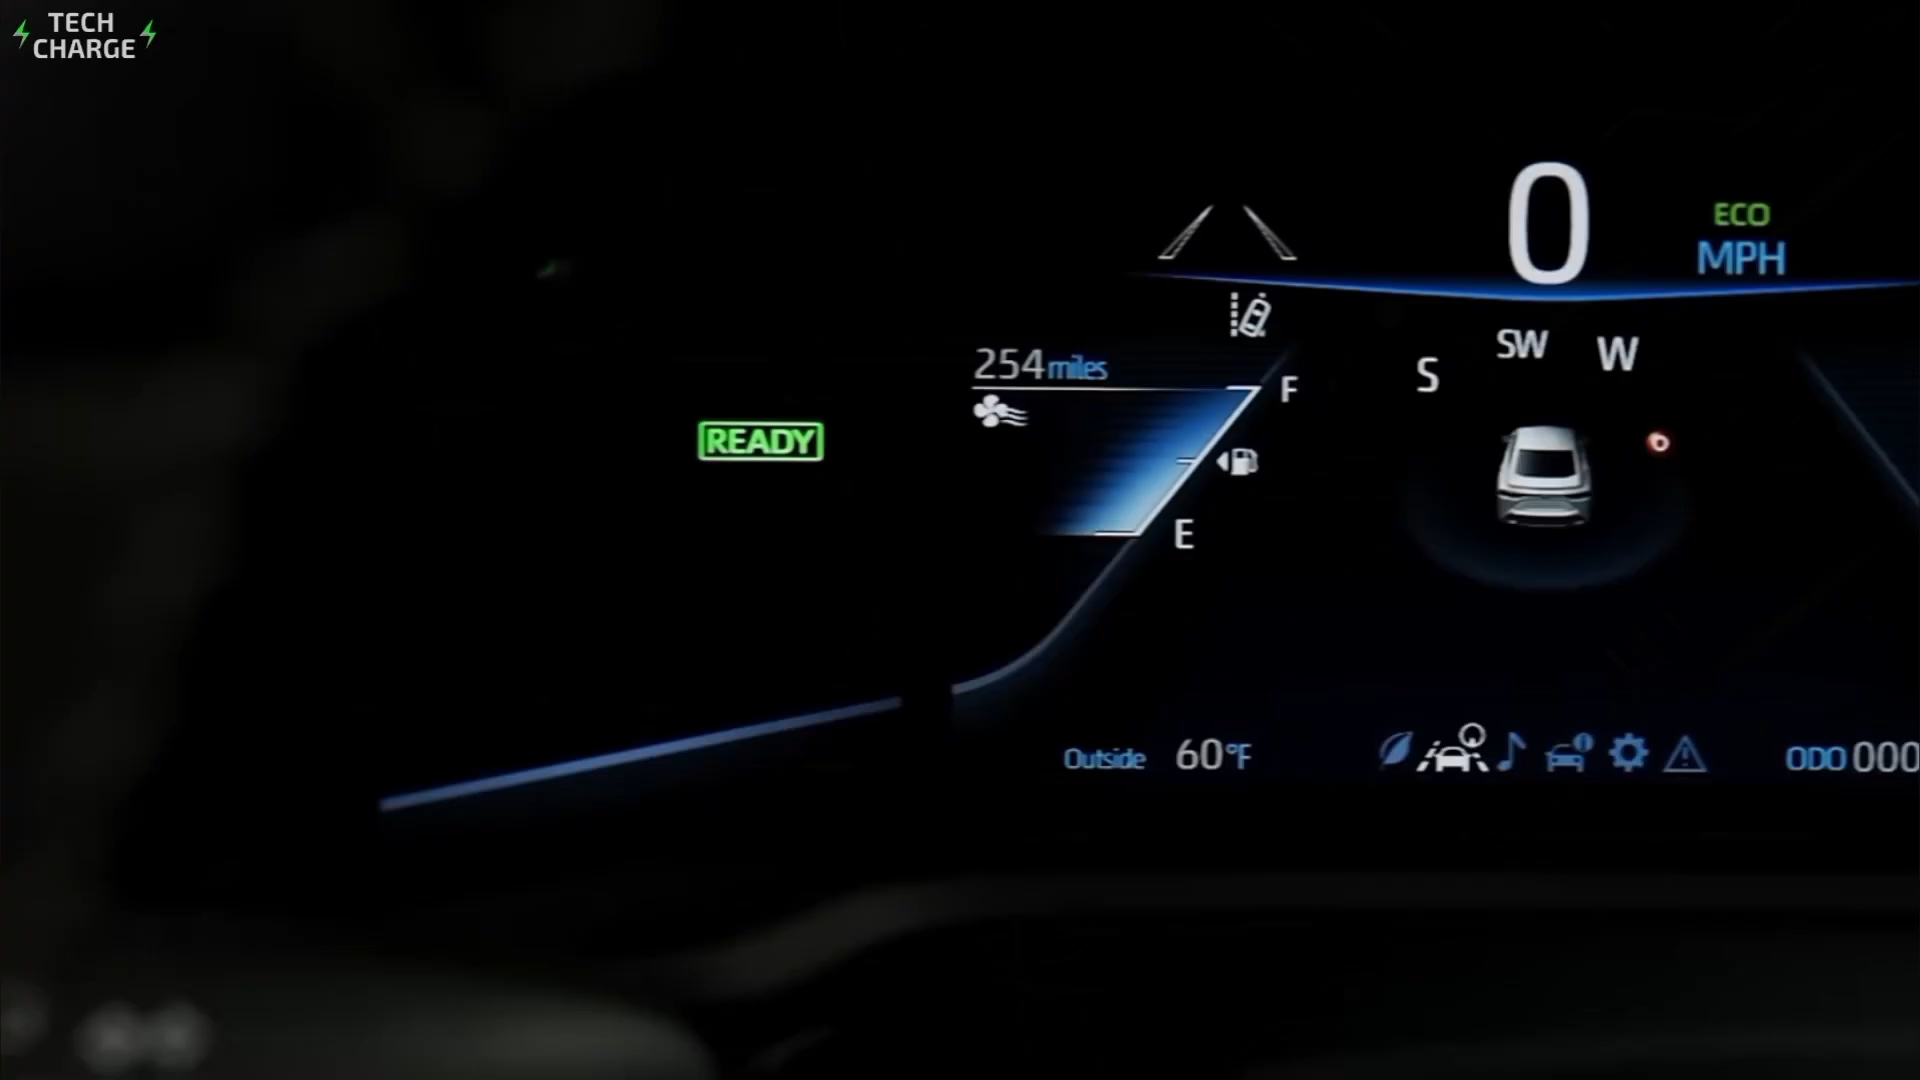 TECH
CHARGE
0
ECO
MPH
254 miles
F
S
SW
W
READY
E
Outside 60°F
ODO 000